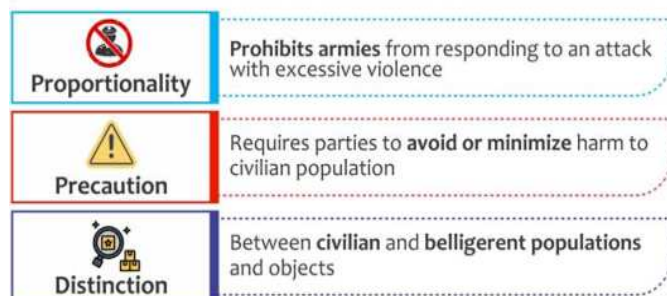 Proportionality
Prohibits armies from responding to an attack
with excessive violence
Precaution
Requires parties to avoid or minimize harm to
civilian population
Distinction
Between civilian and belligerent populations
and objects